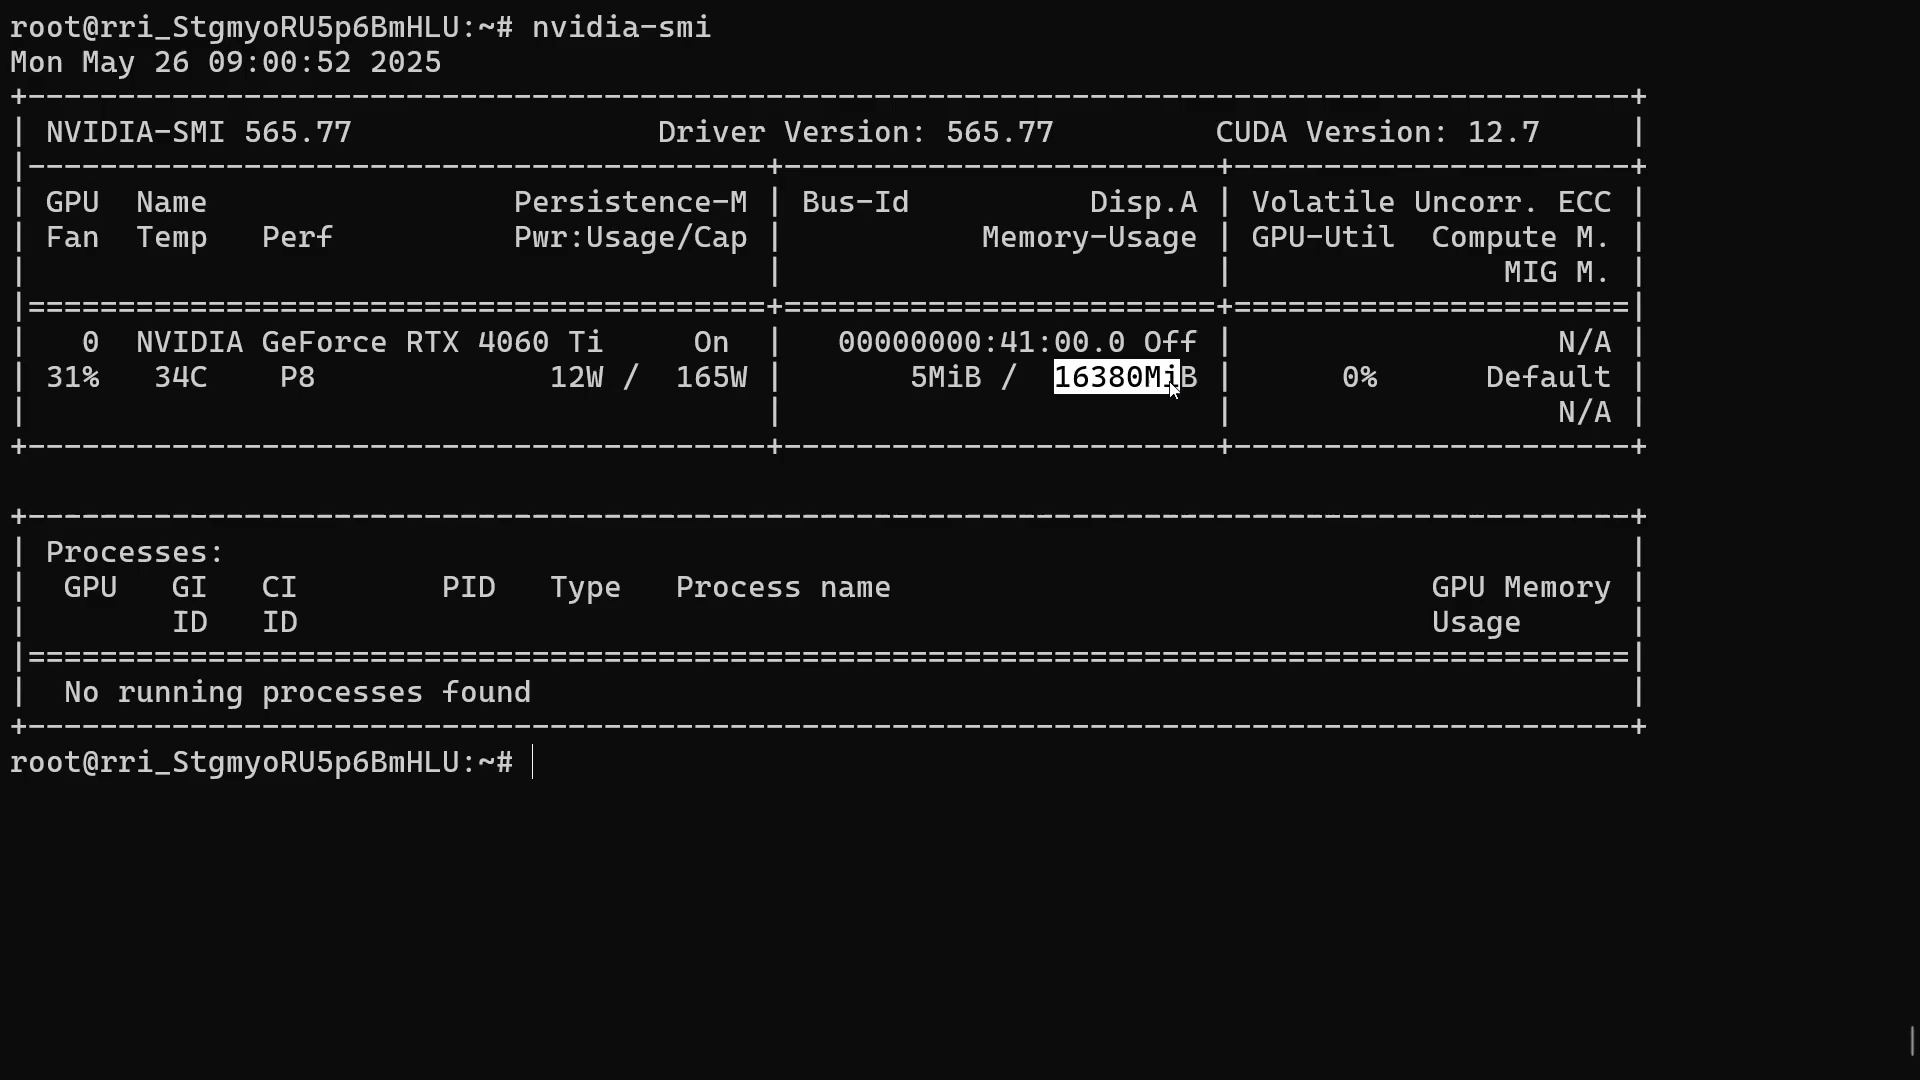 root@rri_StgmyoRU5p6BmHLU:~# nvidia-smi
Mon May 26 09:00:52 2025
+-----------------------------------------------------------------------------------------+
| NVIDIA-SMI 565.77                 Driver Version: 565.77         CUDA Version: 12.7     |
|-----------------------------------------+------------------------+----------------------+
| GPU  Name                 Persistence-M | Bus-Id          Disp.A | Volatile Uncorr. ECC |
| Fan  Temp   Perf          Pwr:Usage/Cap |           Memory-Usage | GPU-Util  Compute M. |
|                                         |                        |               MIG M. |
|=========================================+========================+======================|
|   0  NVIDIA GeForce RTX 4060 Ti     On  |   00000000:41:00.0 Off |                  N/A |
| 31%   34C    P8             12W /  165W |       5MiB /  16380MiB |      0%      Default |
|                                         |                        |                  N/A |
+-----------------------------------------+------------------------+----------------------+
+-----------------------------------------------------------------------------------------+
| Processes:                                                                              |
|  GPU   GI   CI        PID   Type   Process name                              GPU Memory |
|        ID   ID                                                               Usage      |
|=========================================================================================|
|  No running processes found                                                             |
+-----------------------------------------------------------------------------------------+
root@rri_StgmyoRU5p6BmHLU:~#